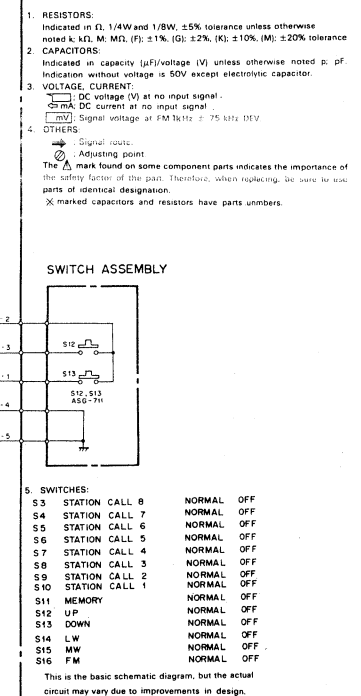 1. RESISTORS:
Indicated in Ω, 1/4W and 1/8W, ±5% tolerance unless otherwise
noted k; kΩ, M; MΩ, (F); ±1%, (G); ±2%, (K); ±10%, (M); ±20% tolerance
2. CAPACITORS:
Indicated in capacity (µF)/voltage (V) unless otherwise noted p; pF.
Indication without voltage is 50V except electrolytic capacitor.
3. VOLTAGE, CURRENT:
: DC voltage (V) at no input signal.
⇦ mA; DC current at no input signal.
mV; Signal voltage at FM 1kHz ± 75 kHz DEV.
4. OTHERS:
: Signal route.
: Adjusting point
The ⚠ mark found on some component parts indicates the importance of
the safety factor of the part. Therefore, when replacing, be sure to use
parts of identical designation.
※ marked capacitors and resistors have parts unmbers.
SWITCH ASSEMBLY
-2
-3
S12
-1
S13
S12, S13
ASG-711
-4
-5
5. SWITCHES:
S3 STATION CALL 8 NORMAL OFF
S4 STATION CALL 7 NORMAL OFF
S5 STATION CALL 6 NORMAL OFF
S6 STATION CALL 5 NORMAL OFF
S7 STATION CALL 4 NORMAL OFF
S8 STATION CALL 3 NORMAL OFF
S9 STATION CALL 2 NORMAL OFF
S10 STATION CALL 1 NORMAL OFF
S11 MEMORY NORMAL OFF
S12 UP NORMAL OFF
S13 DOWN NORMAL OFF
S14 LW NORMAL OFF
S15 MW NORMAL OFF
S16 FM NORMAL OFF
This is the basic schematic diagram, but the actual
circuit may vary due to improvements in design.